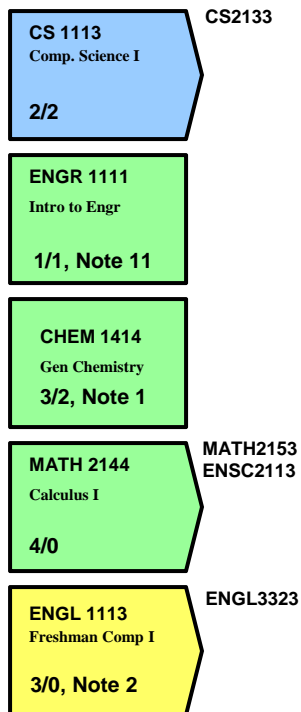 CS 1113
Comp. Science I
2/2
CS2133
ENGR 1111
Intro to Engr
1/1, Note 11
CHEM 1414
Gen Chemistry
3/2, Note 1
MATH 2144
Calculus I
4/0
MATH2153
ENSC2113
ENGL 1113
Freshman Comp I
3/0, Note 2
ENGL3323